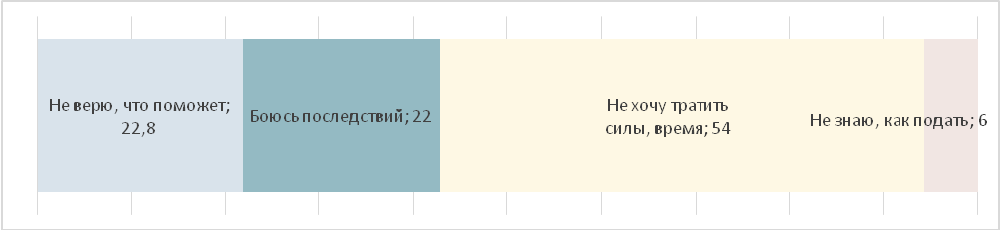 Не верю, что поможет;
22,8
Боюсь последствий; 22
Не хочу тратить
силы, время; 54
Не знаю, как подать; 6